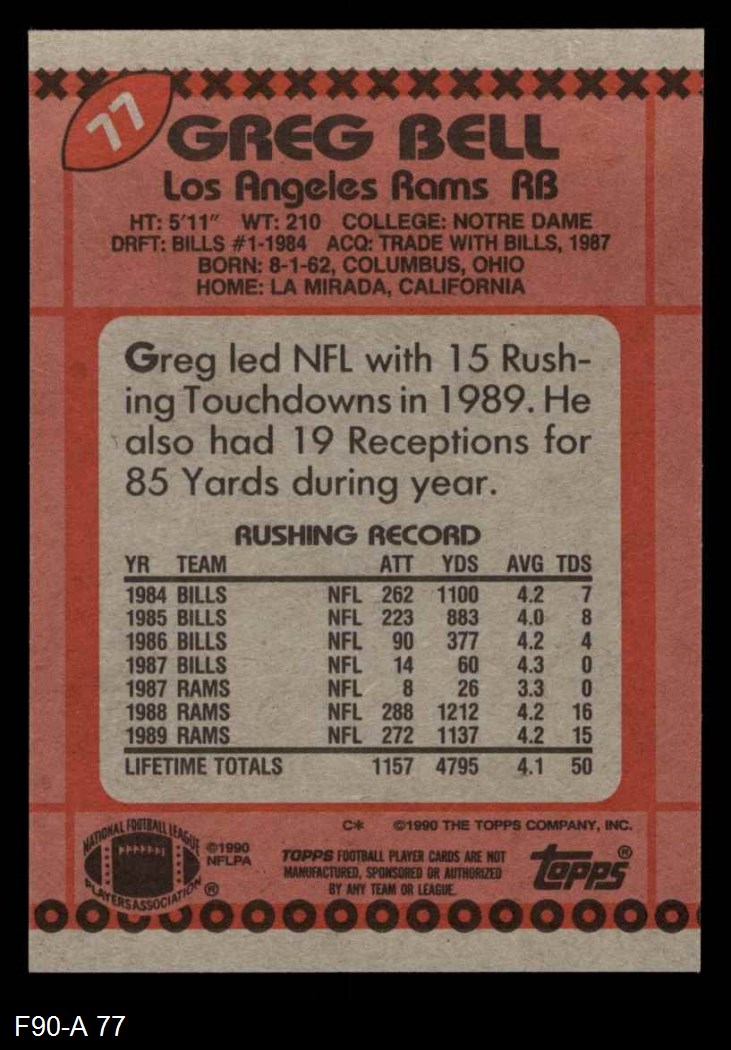 77
GREG BELL
Los Angeles Rams RB
HT: 5'11" WT: 210 COLLEGE: NOTRE DAME
DRFT: BILLS #1-1984 ACQ: TRADE WITH BILLS, 1987
BORN: 8-1-62, COLUMBUS, OHIO
HOME: LA MIRADA, CALIFORNIA
Greg led NFL with 15 Rush-
ing Touchdowns in 1989. He
also had 19 Receptions for
85 Yards during year.
RUSHING RECORD
YR TEAM ATT YDS AVG TDS
1984 BILLS NFL 262 1100 4.2 7
1985 BILLS NFL 223 883 4.0 8
1986 BILLS NFL 90 377 4.2 4
1987 BILLS NFL 14 60 4.3 0
1987 RAMS NFL 8 26 3.3 0
1988 RAMS NFL 288 1212 4.2 16
1989 RAMS NFL 272 1137 4.2 15
LIFETIME TOTALS 1157 4795 4.1 50
C* ©1990 THE TOPPS COMPANY, INC.
NATIONAL FOOTBALL LEAGUE
PLAYERS ASSOCIATION ®
©1990
NFLPA
TOPPS FOOTBALL PLAYER CARDS ARE NOT
MANUFACTURED, SPONSORED OR AUTHORIZED
BY ANY TEAM OR LEAGUE.
topps®
F90-A 77